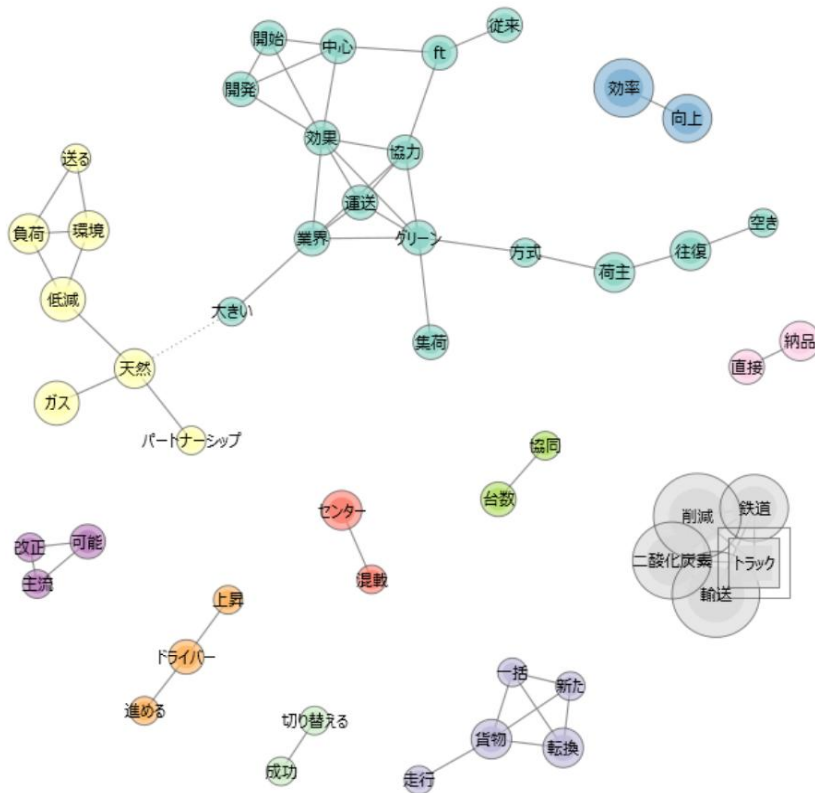 従来
開始
中心
ft
開発
効率
向上
効果
協力
送る
運送
負荷
環境
業界
グリーン
方式
荷主
往復
空き
低減
大きい
集荷
納品
直接
天然
ガス
パートナーシップ
協同
台数
センター
削減
鉄道
改正
可能
二酸化炭素
トラック
主流
混載
輸送
上昇
ドライバー
一括
新た
進める
切り替える
貨物
転換
成功
走行